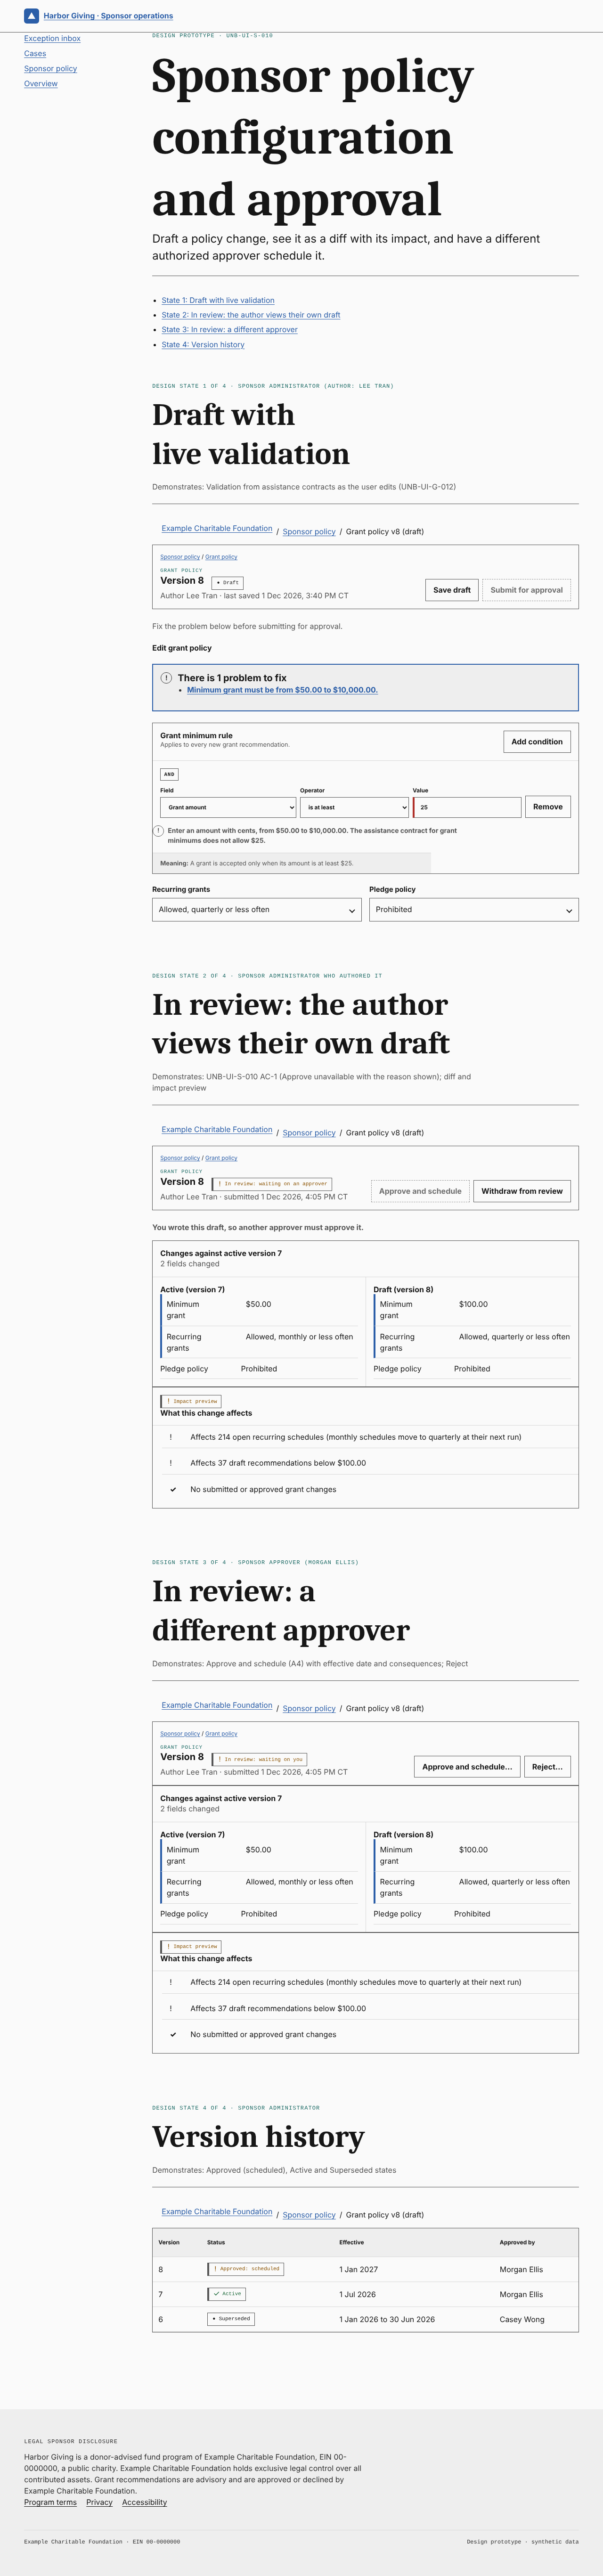 Harbor Giving · Sponsor operations
Exception inbox
Cases
Sponsor policy
Overview
DESIGN PROTOTYPE · UNB-UI-S-010
Sponsor policy
configuration
and approval
Draft a policy change, see it as a diff with its impact, and have a different
authorized approver schedule it.
• State 1: Draft with live validation
• State 2: In review: the author views their own draft
• State 3: In review: a different approver
• State 4: Version history
DESIGN STATE 1 OF 4 · SPONSOR ADMINISTRATOR (AUTHOR: LEE TRAN)
Draft with
live validation
Demonstrates: Validation from assistance contracts as the user edits (UNB-UI-G-012)
Example Charitable Foundation / Sponsor policy / Grant policy v8 (draft)
Sponsor policy / Grant policy
GRANT POLICY
Version 8 • Draft
Author Lee Tran · last saved 1 Dec 2026, 3:40 PM CT
Save draft Submit for approval
Fix the problem below before submitting for approval.
Edit grant policy
! There is 1 problem to fix
• Minimum grant must be from $50.00 to $10,000.00.
Grant minimum rule
Applies to every new grant recommendation.
Add condition
AND
Field Operator Value
Grant amount is at least 25 Remove
! Enter an amount with cents, from $50.00 to $10,000.00. The assistance contract for grant
minimums does not allow $25.
Meaning: A grant is accepted only when its amount is at least $25.
Recurring grants Pledge policy
Allowed, quarterly or less often Prohibited
DESIGN STATE 2 OF 4 · SPONSOR ADMINISTRATOR WHO AUTHORED IT
In review: the author
views their own draft
Demonstrates: UNB-UI-S-010 AC-1 (Approve unavailable with the reason shown); diff and
impact preview
Example Charitable Foundation / Sponsor policy / Grant policy v8 (draft)
Sponsor policy / Grant policy
GRANT POLICY
Version 8 ! In review: waiting on an approver
Author Lee Tran · submitted 1 Dec 2026, 4:05 PM CT
Approve and schedule Withdraw from review
You wrote this draft, so another approver must approve it.
Changes against active version 7
2 fields changed
Active (version 7)
Minimum
grant
$50.00
Recurring
grants
Allowed, monthly or less often
Pledge policy Prohibited
Draft (version 8)
Minimum
grant
$100.00
Recurring
grants
Allowed, quarterly or less often
Pledge policy Prohibited
! Impact preview
What this change affects
! Affects 214 open recurring schedules (monthly schedules move to quarterly at their next run)
! Affects 37 draft recommendations below $100.00
✓ No submitted or approved grant changes
DESIGN STATE 3 OF 4 · SPONSOR APPROVER (MORGAN ELLIS)
In review: a
different approver
Demonstrates: Approve and schedule (A4) with effective date and consequences; Reject
Example Charitable Foundation / Sponsor policy / Grant policy v8 (draft)
Sponsor policy / Grant policy
GRANT POLICY
Version 8 ! In review: waiting on you
Author Lee Tran · submitted 1 Dec 2026, 4:05 PM CT
Approve and schedule… Reject…
Changes against active version 7
2 fields changed
Active (version 7)
Minimum
grant
$50.00
Recurring
grants
Allowed, monthly or less often
Pledge policy Prohibited
Draft (version 8)
Minimum
grant
$100.00
Recurring
grants
Allowed, quarterly or less often
Pledge policy Prohibited
! Impact preview
What this change affects
! Affects 214 open recurring schedules (monthly schedules move to quarterly at their next run)
! Affects 37 draft recommendations below $100.00
✓ No submitted or approved grant changes
DESIGN STATE 4 OF 4 · SPONSOR ADMINISTRATOR
Version history
Demonstrates: Approved (scheduled), Active and Superseded states
Example Charitable Foundation / Sponsor policy / Grant policy v8 (draft)
Version Status Effective Approved by
8 ! Approved: scheduled 1 Jan 2027 Morgan Ellis
7 ✓ Active 1 Jul 2026 Morgan Ellis
6 • Superseded 1 Jan 2026 to 30 Jun 2026 Casey Wong
LEGAL SPONSOR DISCLOSURE
Harbor Giving is a donor-advised fund program of Example Charitable Foundation, EIN 00-
0000000, a public charity. Example Charitable Foundation holds exclusive legal control over all
contributed assets. Grant recommendations are advisory and are approved or declined by
Example Charitable Foundation.
Program terms Privacy Accessibility
Example Charitable Foundation · EIN 00-0000000
Design prototype · synthetic data